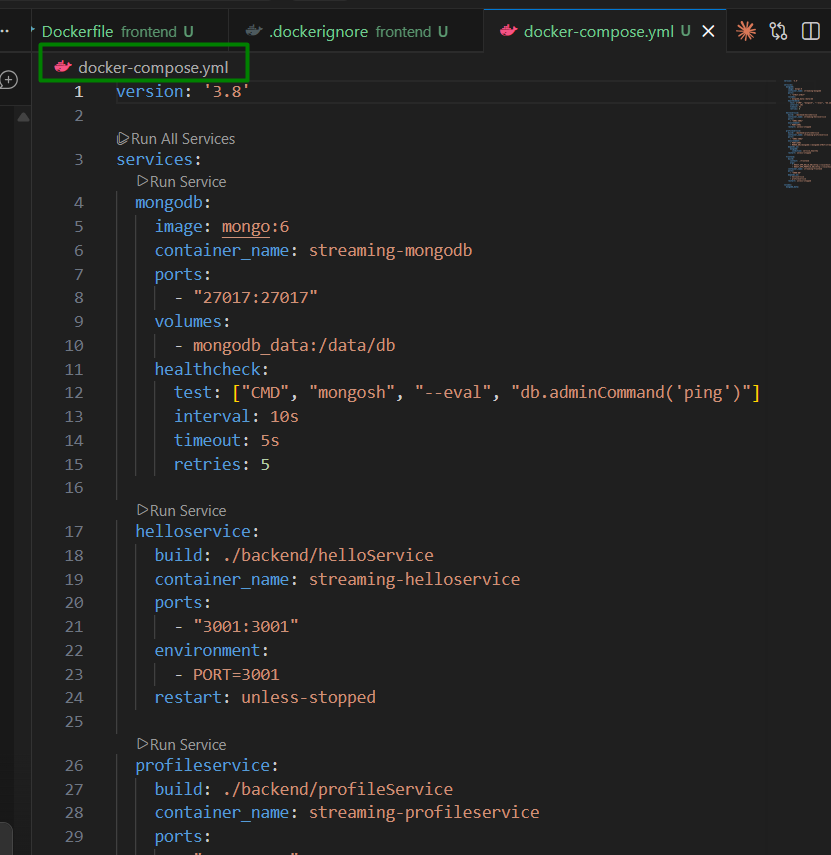 Dockerfile frontend U
.dockerignore frontend U
docker-compose.yml U
docker-compose.yml
1 version: '3.8'
2
Run All Services
3 services:
Run Service
4 mongodb:
5 image: mongo:6
6 container_name: streaming-mongodb
7 ports:
8 - "27017:27017"
9 volumes:
10 - mongodb_data:/data/db
11 healthcheck:
12 test: ["CMD", "mongosh", "--eval", "db.adminCommand('ping')"]
13 interval: 10s
14 timeout: 5s
15 retries: 5
16
Run Service
17 helloservice:
18 build: ./backend/helloService
19 container_name: streaming-helloservice
20 ports:
21 - "3001:3001"
22 environment:
23 - PORT=3001
24 restart: unless-stopped
25
Run Service
26 profileservice:
27 build: ./backend/profileService
28 container_name: streaming-profileservice
29 ports: